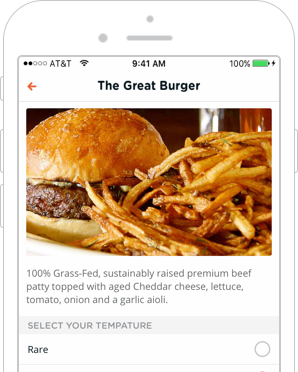 AT&T 9:41 AM 100%
The Great Burger
100% Grass-Fed, sustainably raised premium beef
patty topped with aged Cheddar cheese, lettuce,
tomato, onion and a garlic aioli.
SELECT YOUR TEMPATURE
Rare